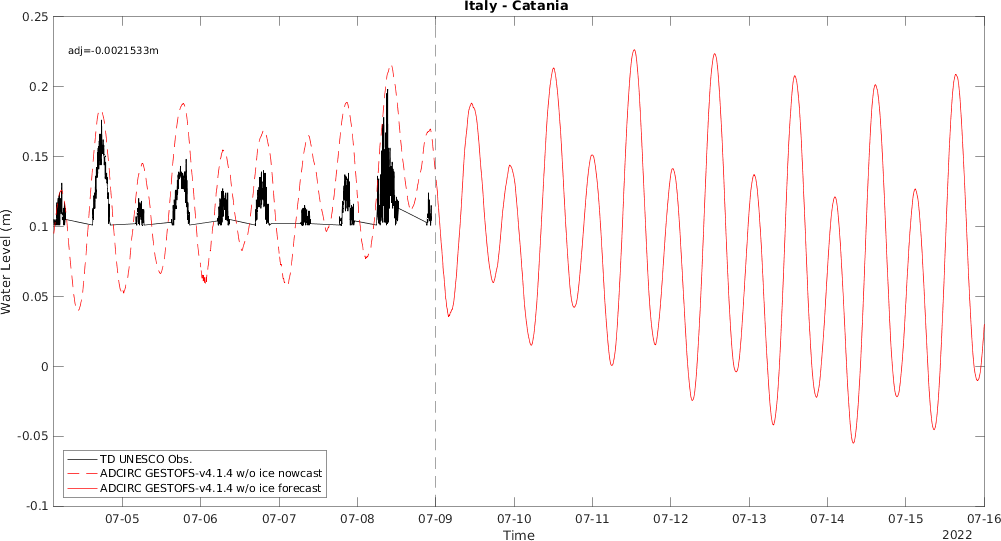 Italy - Catania
adj=-0.0021533m
0.25
0.2
0.15
0.1
0.05
0
-0.05
-0.1
Water Level (m)
TD UNESCO Obs.
ADCIRC GESTOFS-v4.1.4 w/o ice nowcast
ADCIRC GESTOFS-v4.1.4 w/o ice forecast
07-05 07-06 07-07 07-08 07-09 07-10 07-11 07-12 07-13 07-14 07-15 07-16
Time
2022